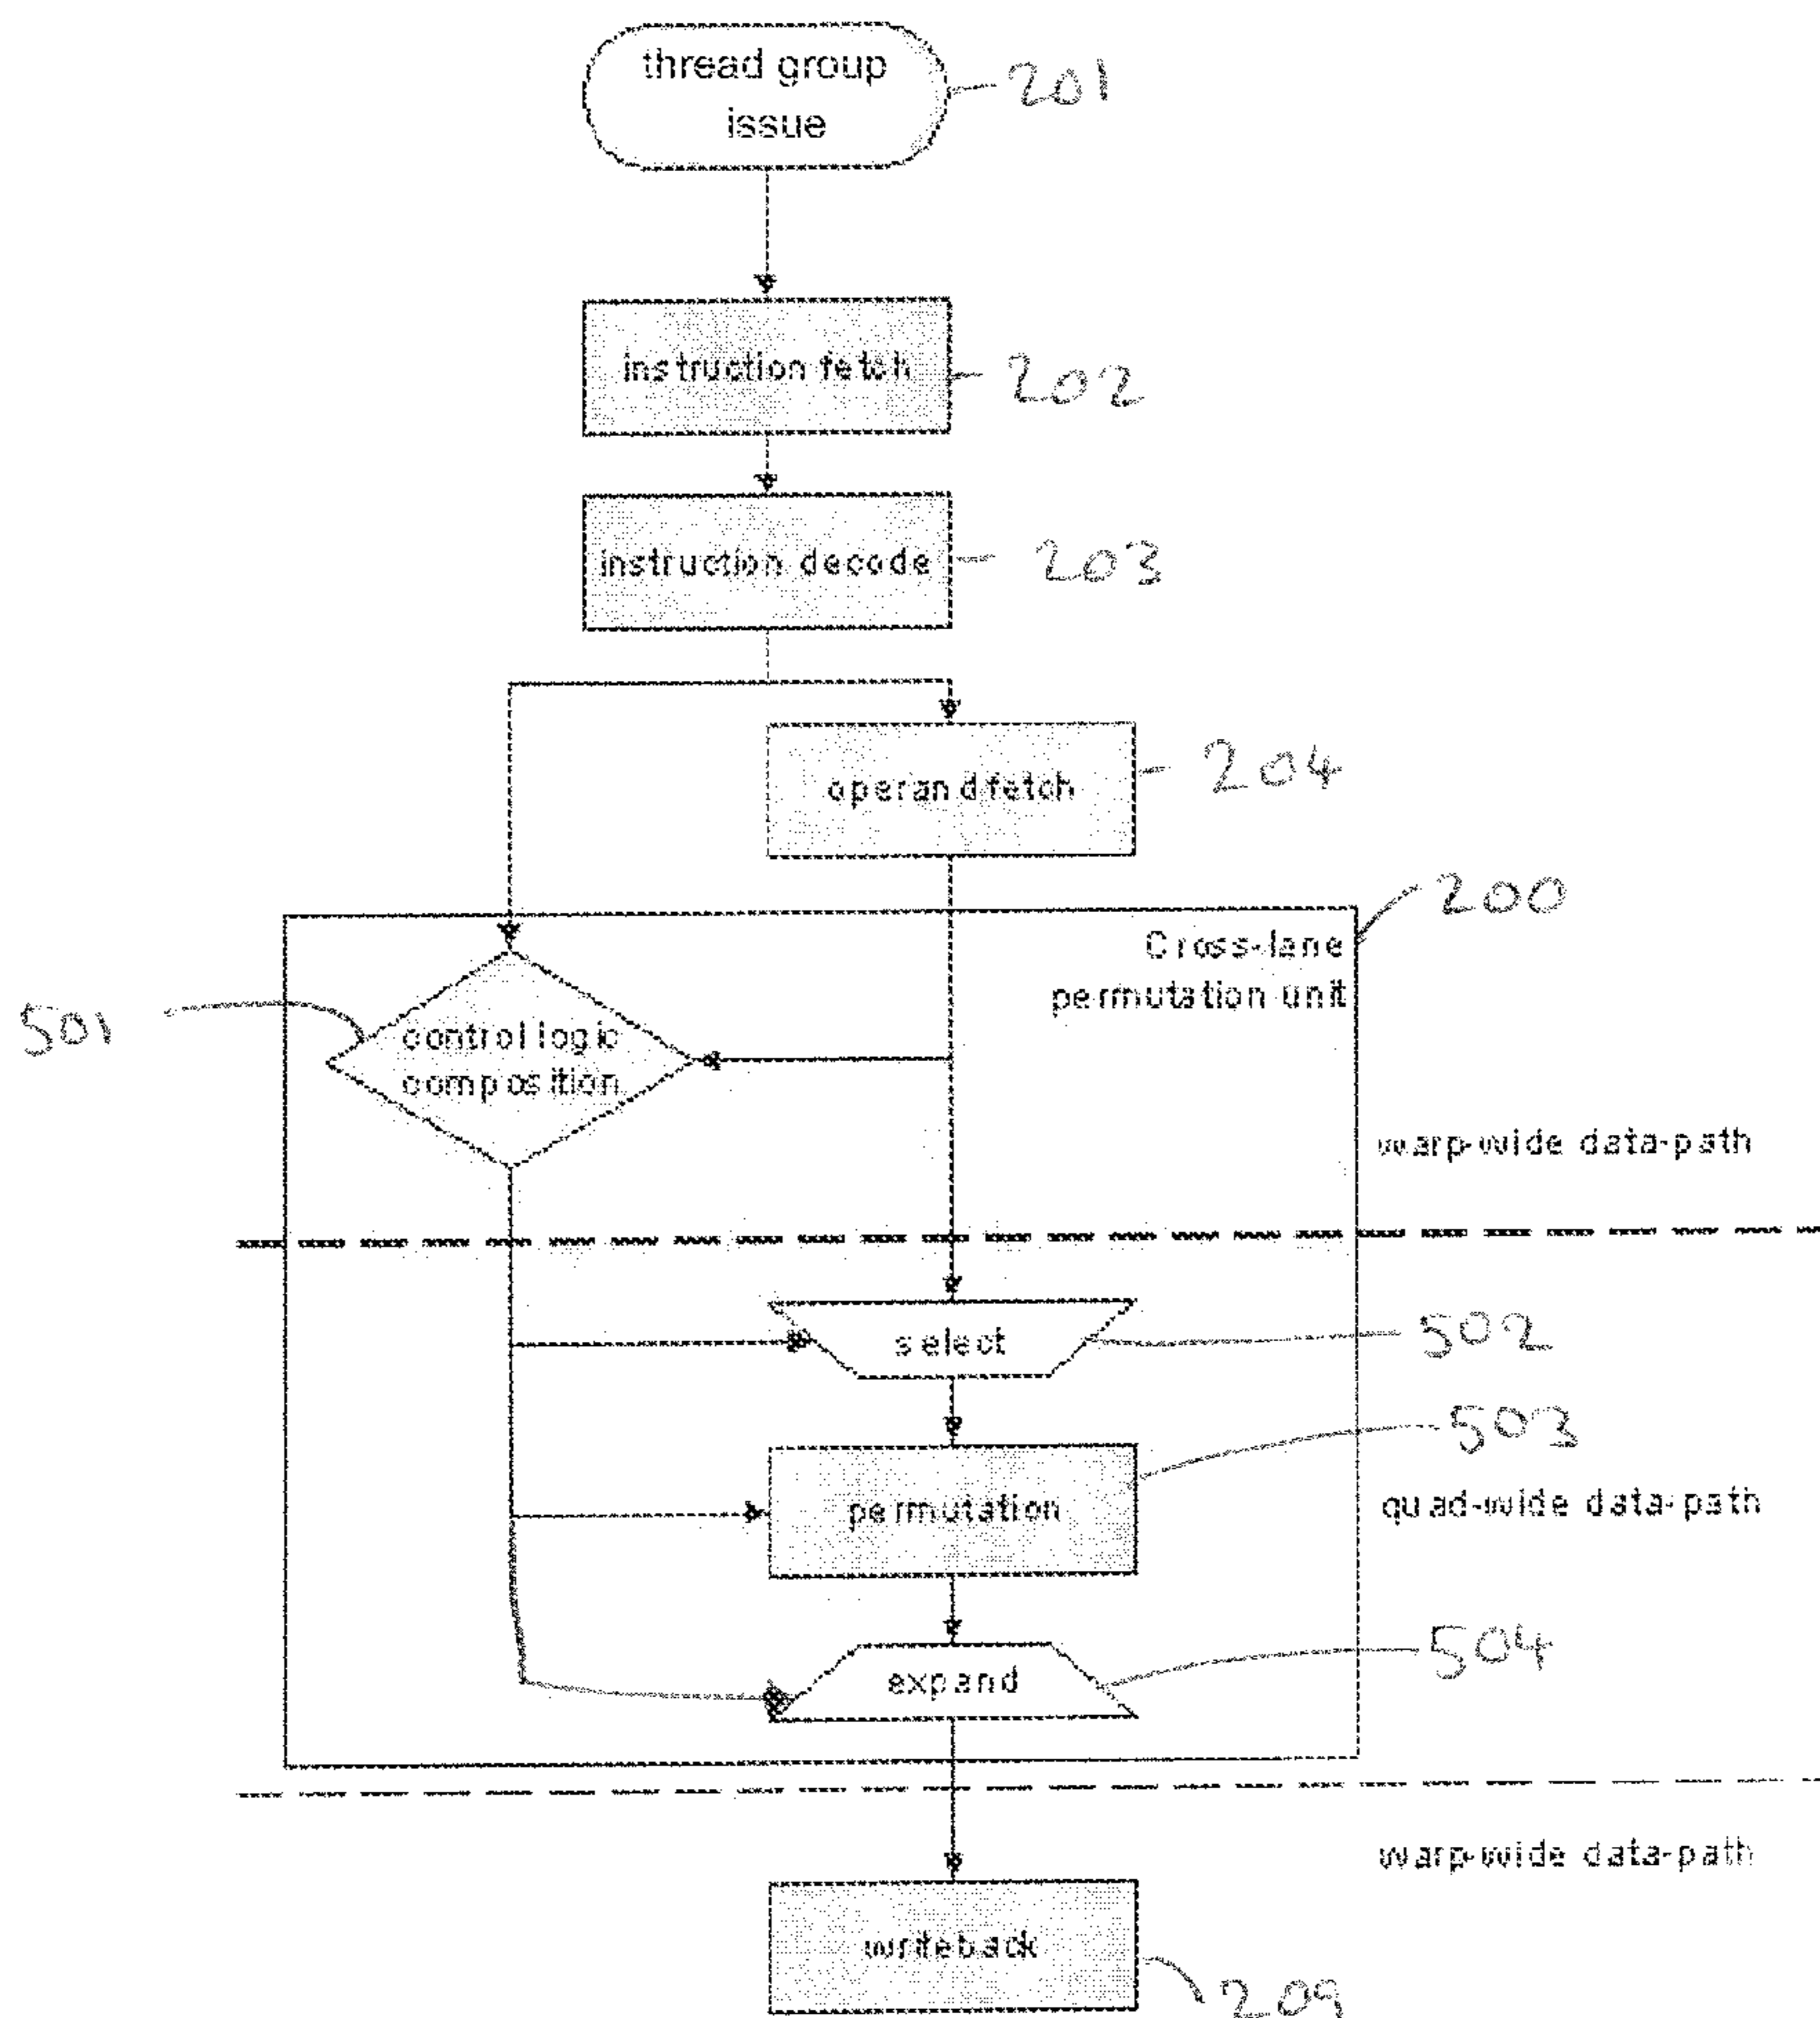 thread group
issue
201
instruction fetch
202
instruction decode
203
operand fetch
204
200
Cross-lane
permutation unit
501
control logic
composition
warp-wide data-path
select
502
503
permutation
quad-wide data-path
504
expand
warp-wide data-path
writeback
209